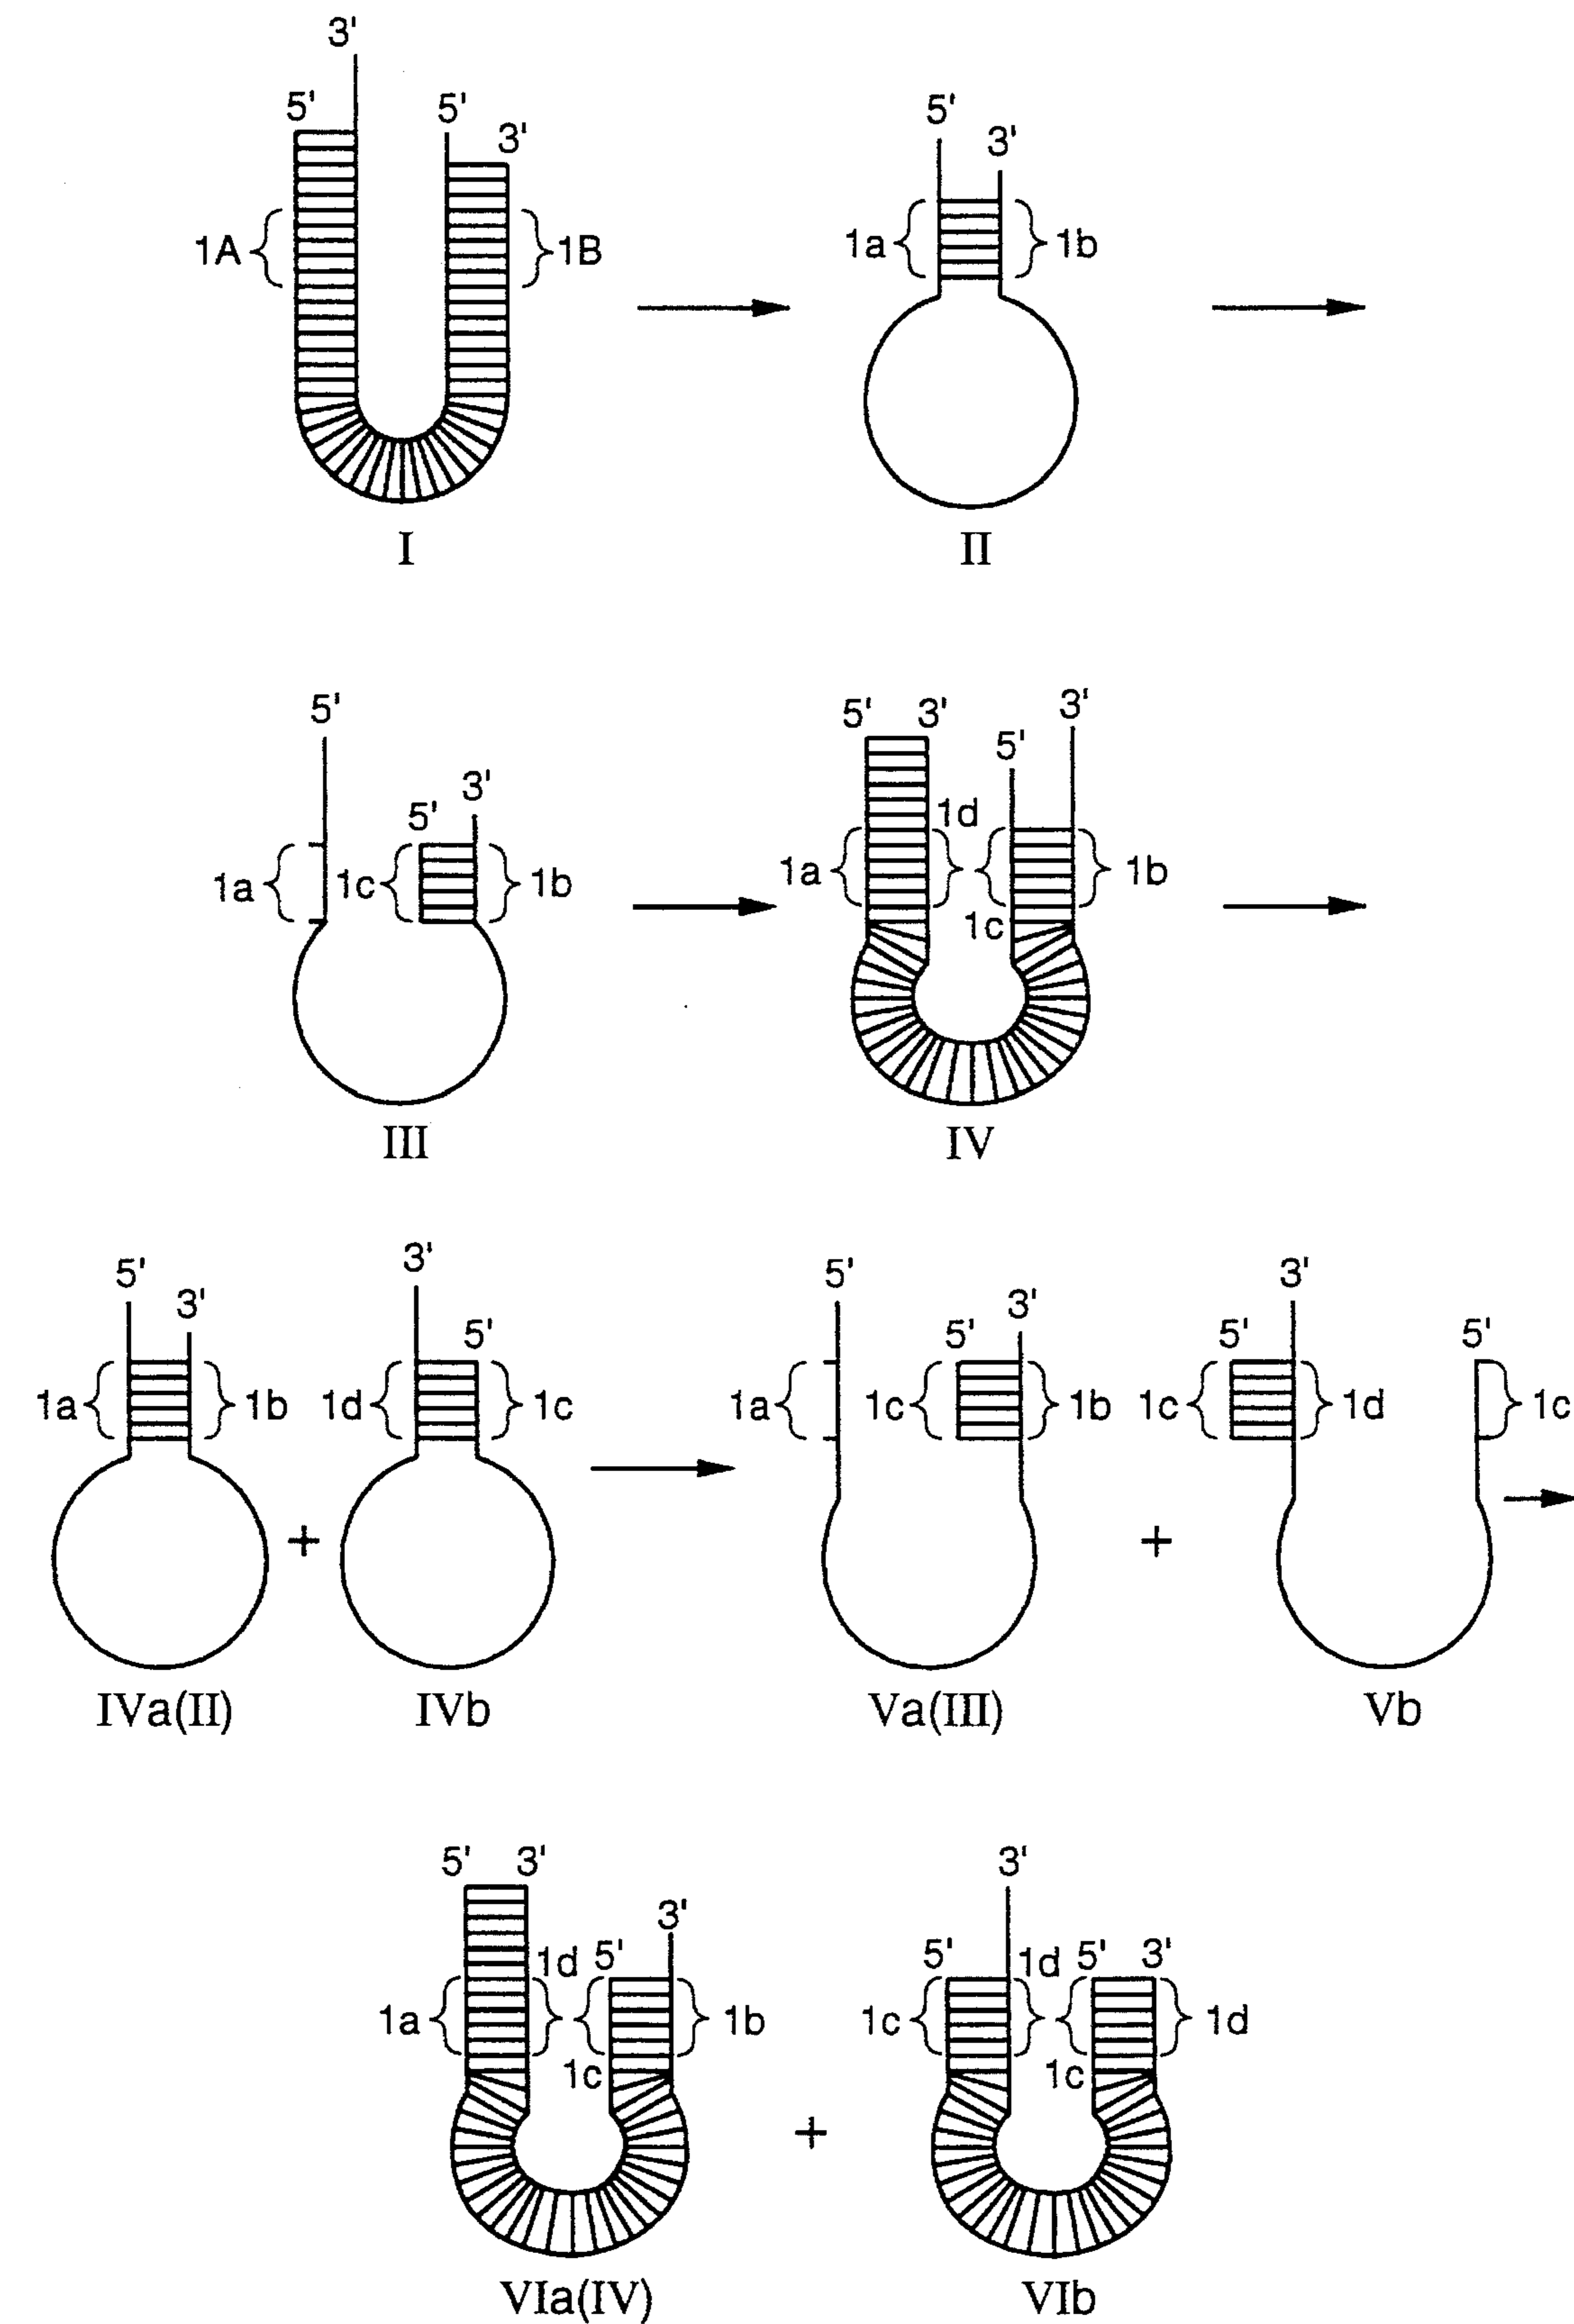 3'
5' 5' 3'
1A 1B
I
5' 3'
1a 1b
II
5' 3'
5'
1a 1c 1b
III
5' 3' 5' 3'
1d
1a 1b
1c
IV
5' 3'
1a 1b
IVa(II)
+
3' 5'
1d 1c
IVb
5' 5' 3'
1a 1c 1b
Va(III)
+
5' 3' 5'
1c 1d 1c
Vb
5' 3' 5' 3'
1d
1a 1b
1c
VIa(IV)
+
3'
5' 1d 5' 3'
1c 1d
1c
VIb